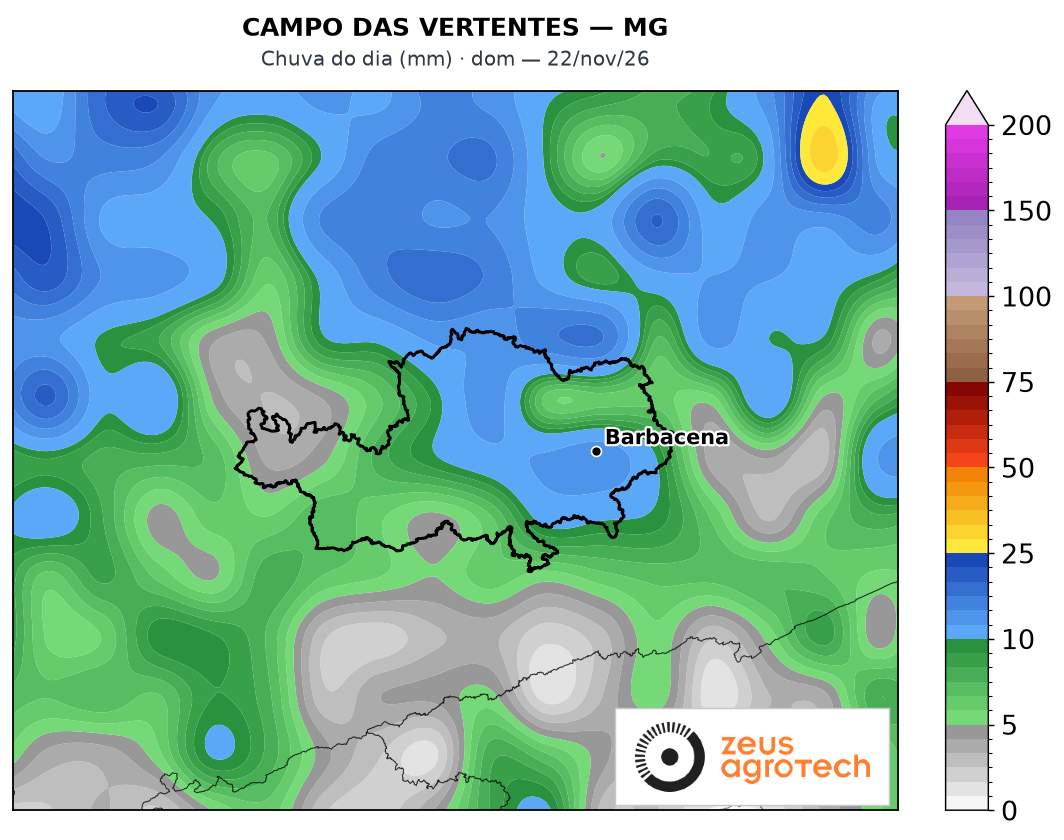 CAMPO DAS VERTENTES — MG
Chuva do dia (mm) · dom — 22/nov/26
200
150
100
75
50
25
10
5
0
Barbacena
zeus
agrotech